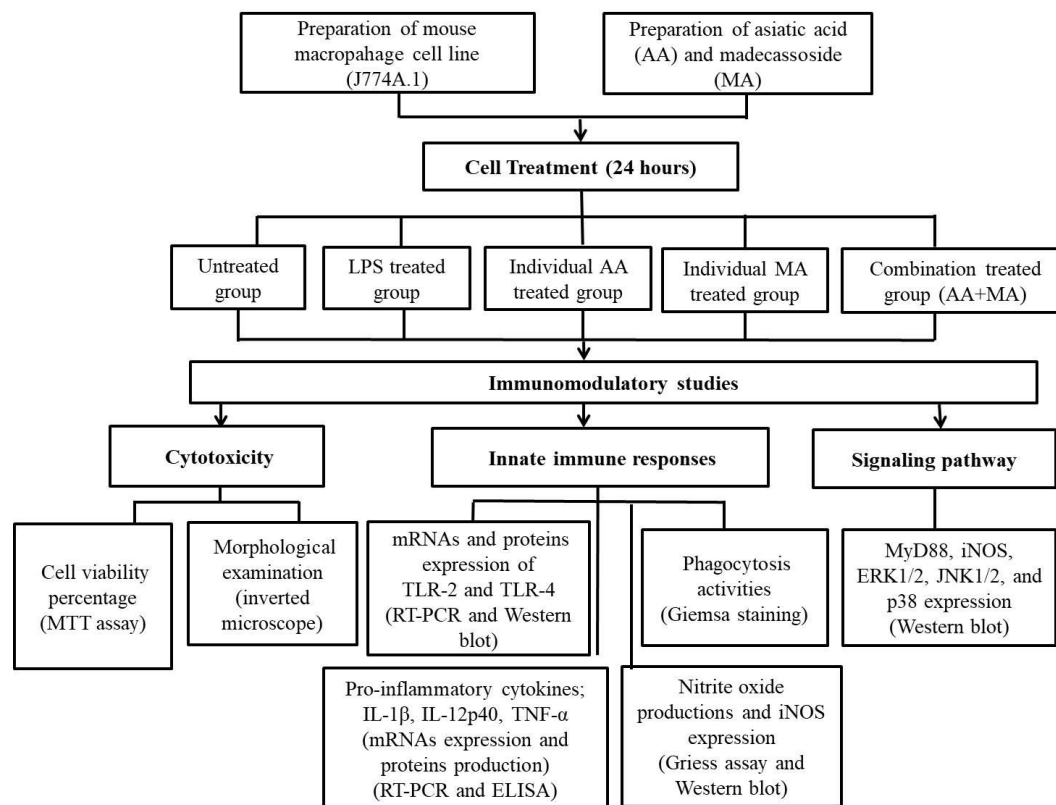 Preparation of mouse
macropahage cell line
(J774A.1)
Preparation of asiatic acid
(AA) and madecassoside
(MA)
Cell Treatment (24 hours)
Untreated
group
LPS treated
group
Individual AA
treated group
Individual MA
treated group
Combination treated
group (AA+MA)
Immunomodulatory studies
Cytotoxicity
Innate immune responses
Signaling pathway
Cell viability
percentage
(MTT assay)
Morphological
examination
(inverted
microscope)
mRNAs and proteins
expression of
TLR-2 and TLR-4
(RT-PCR and Western
blot)
Phagocytosis
activities
(Giemsa staining)
MyD88, iNOS,
ERK1/2, JNK1/2, and
p38 expression
(Western blot)
Pro-inflammatory cytokines;
IL-1β, IL-12p40, TNF-α
(mRNAs expression and
proteins production)
(RT-PCR and ELISA)
Nitrite oxide
productions and iNOS
expression
(Griess assay and
Western blot)